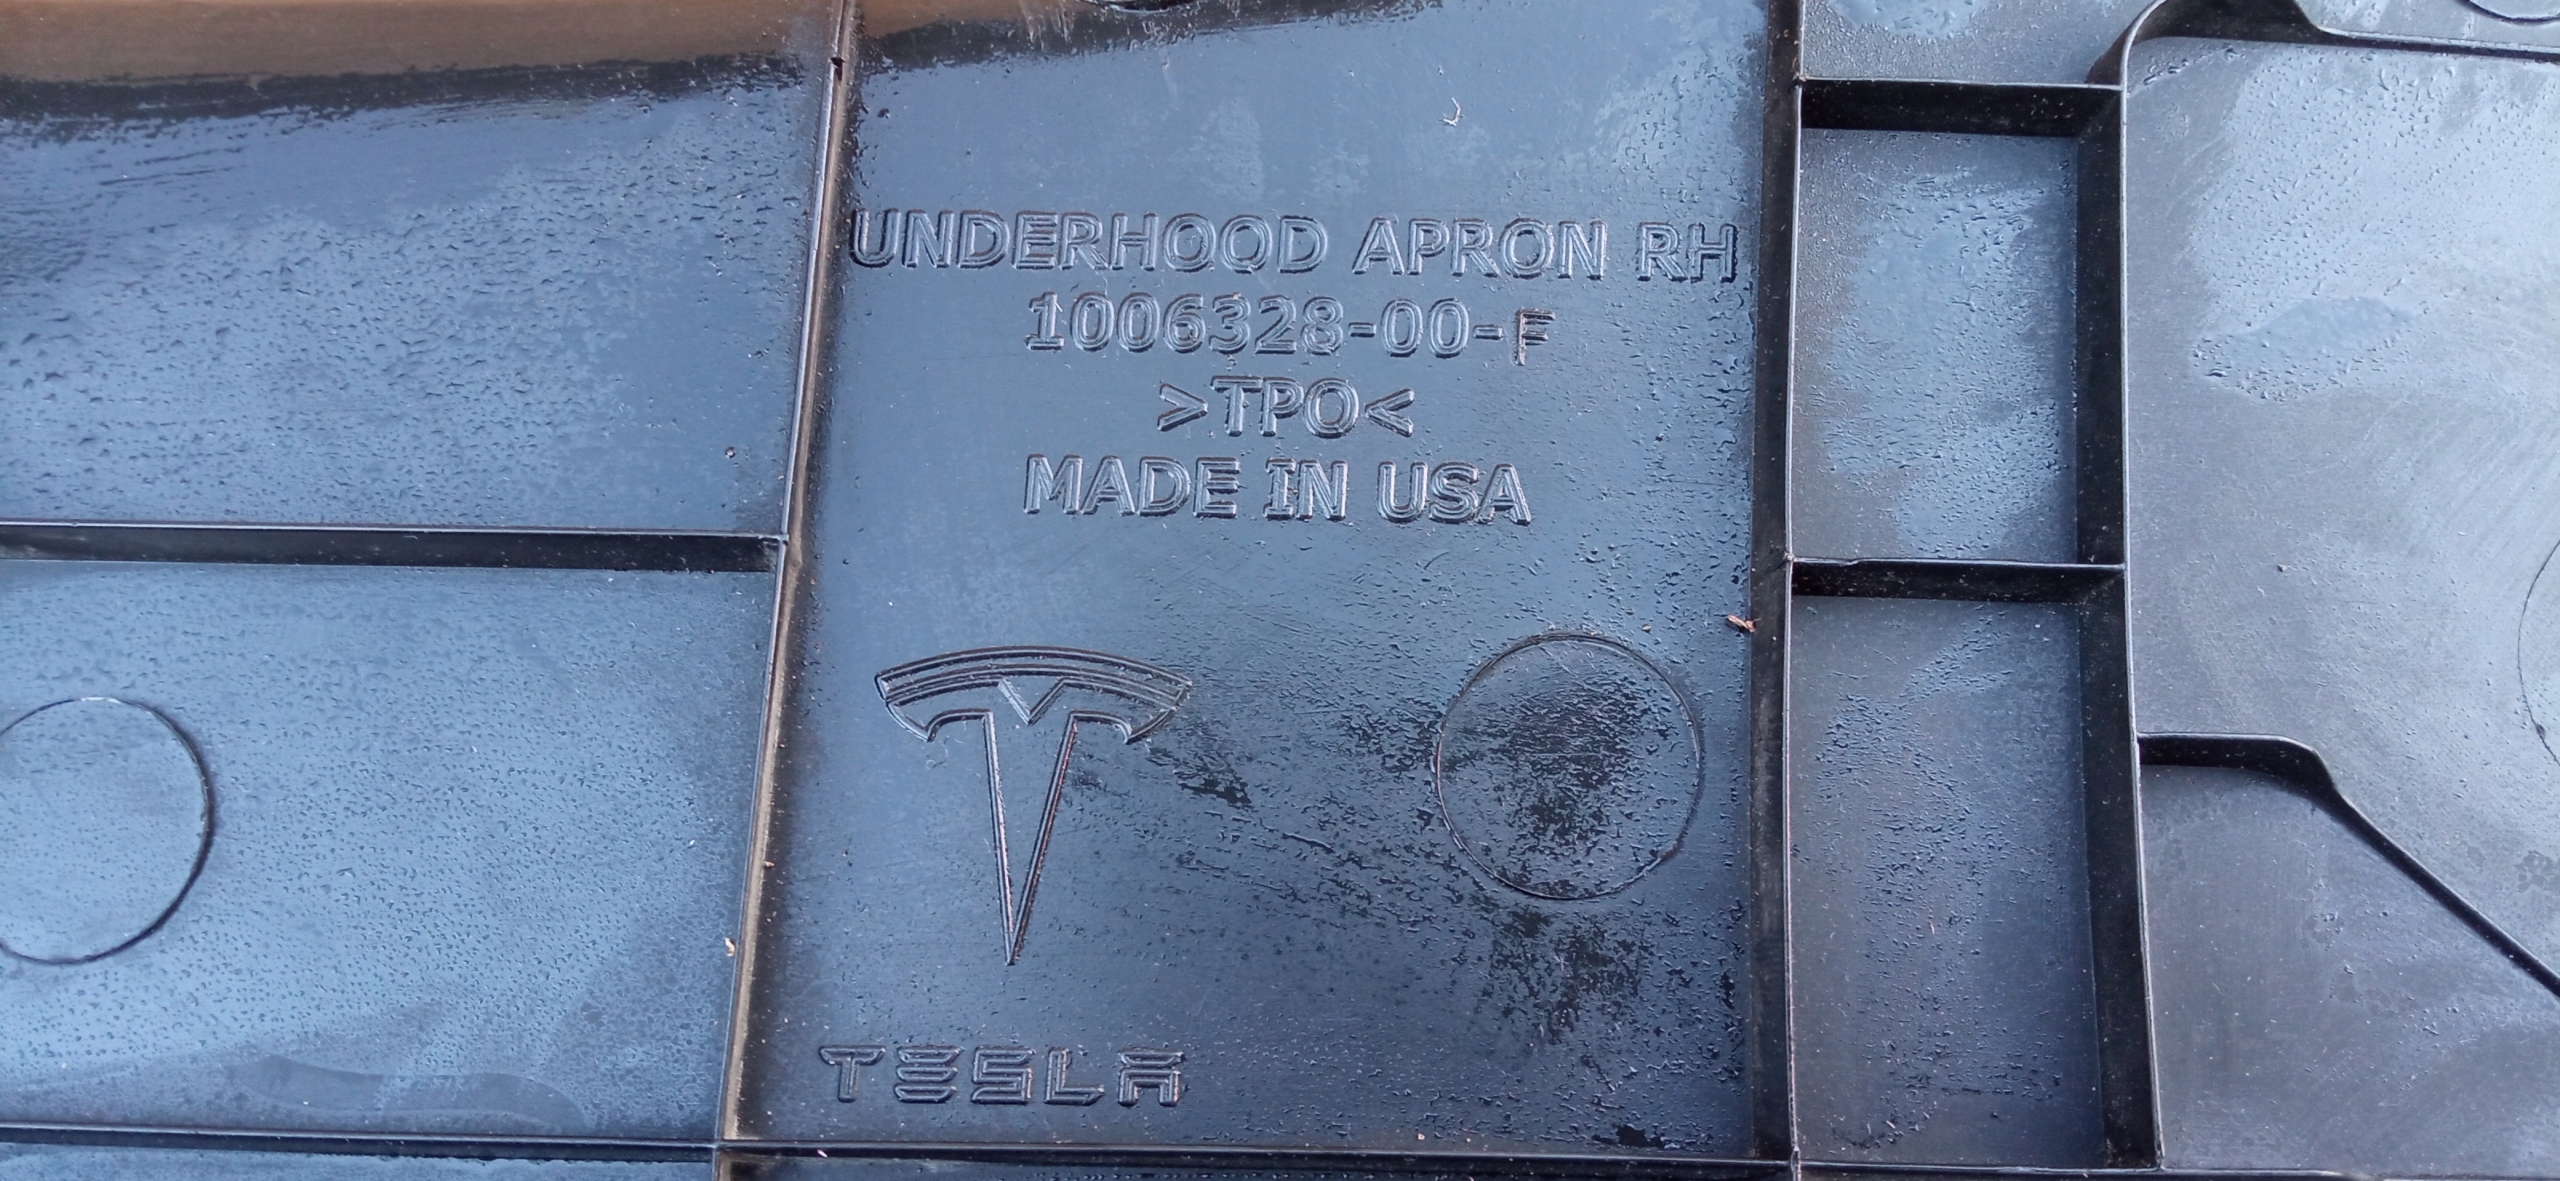 UNDERHOOD APRON RH
1006328-00-F
>TPO<
MADE IN USA
TESLA